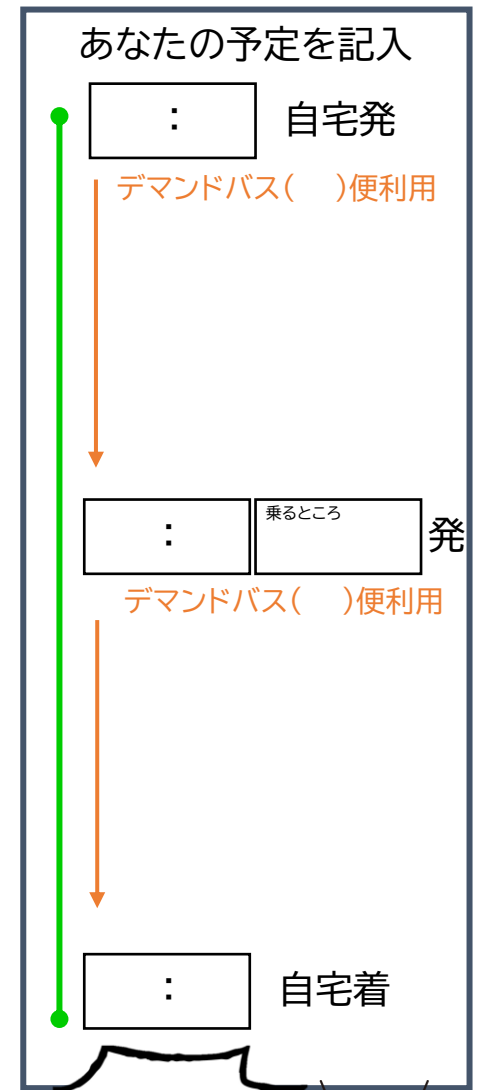 あなたの予定を記入
： 自宅発
デマンドバス(　)便利用
： 乗るところ 発
デマンドバス(　)便利用
： 自宅着